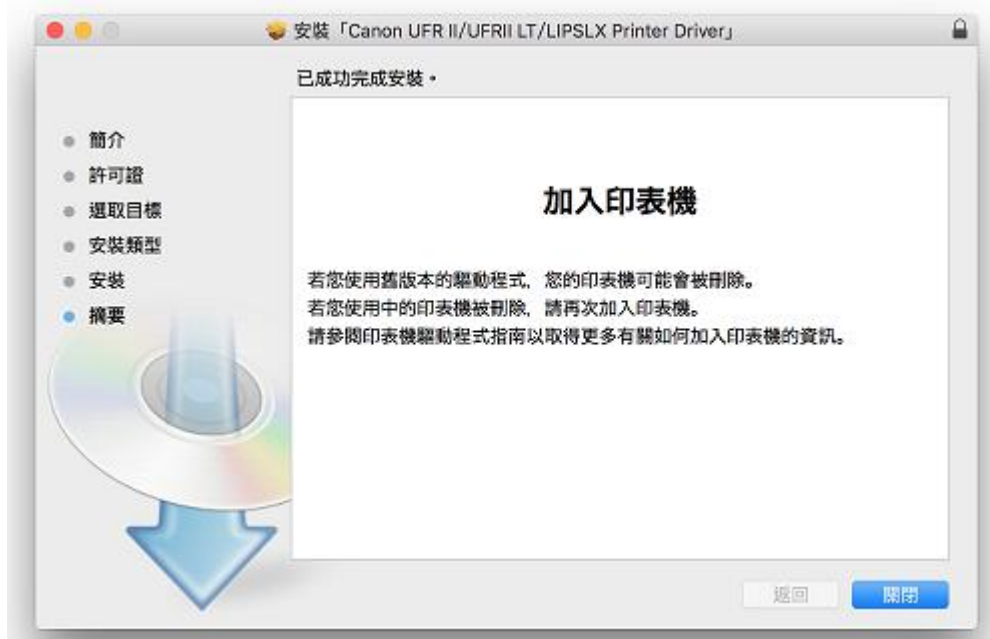 安裝「Canon UFR II/UFRII LT/LIPSLX Printer Driver」
已成功完成安裝。
簡介
許可證
選取目標
安裝類型
安裝
摘要
加入印表機
若您使用舊版本的驅動程式，您的印表機可能會被刪除。
若您使用中的印表機被刪除，請再次加入印表機。
請參閱印表機驅動程式指南以取得更多有關如何加入印表機的資訊。
返回
關閉